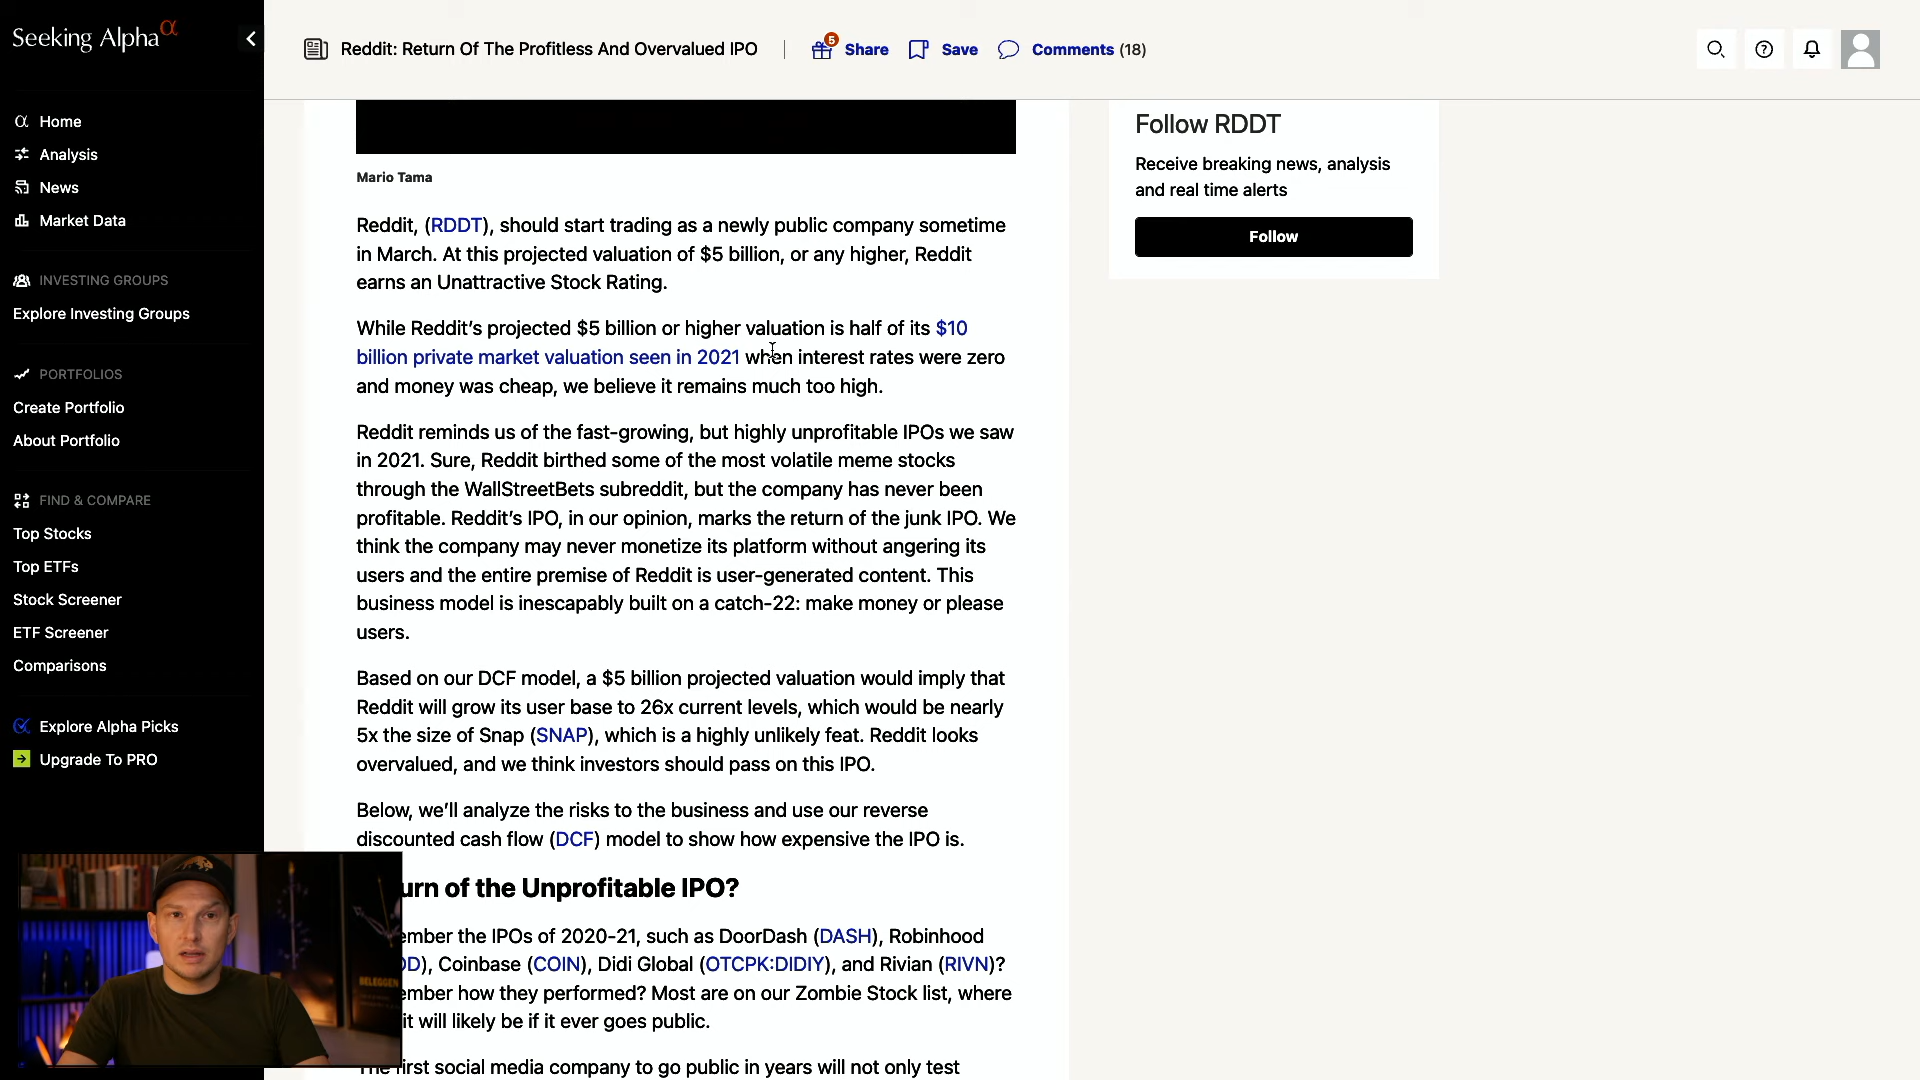 Seeking Alpha α
Reddit: Return Of The Profitless And Overvalued IPO
5
Share
Save
Comments (18)
Home
Analysis
News
Market Data
INVESTING GROUPS
Explore Investing Groups
PORTFOLIOS
Create Portfolio
About Portfolio
FIND & COMPARE
Top Stocks
Top ETFs
Stock Screener
ETF Screener
Comparisons
Explore Alpha Picks
Upgrade To PRO
Mario Tama
Reddit, (RDDT), should start trading as a newly public company sometime
in March. At this projected valuation of $5 billion, or any higher, Reddit
earns an Unattractive Stock Rating.
While Reddit's projected $5 billion or higher valuation is half of its $10
billion private market valuation seen in 2021 when interest rates were zero
and money was cheap, we believe it remains much too high.
Reddit reminds us of the fast-growing, but highly unprofitable IPOs we saw
in 2021. Sure, Reddit birthed some of the most volatile meme stocks
through the WallStreetBets subreddit, but the company has never been
profitable. Reddit's IPO, in our opinion, marks the return of the junk IPO. We
think the company may never monetize its platform without angering its
users and the entire premise of Reddit is user-generated content. This
business model is inescapably built on a catch-22: make money or please
users.
Based on our DCF model, a $5 billion projected valuation would imply that
Reddit will grow its user base to 26x current levels, which would be nearly
5x the size of Snap (SNAP), which is a highly unlikely feat. Reddit looks
overvalued, and we think investors should pass on this IPO.
Below, we'll analyze the risks to the business and use our reverse
discounted cash flow (DCF) model to show how expensive the IPO is.
urn of the Unprofitable IPO?
ember the IPOs of 2020-21, such as DoorDash (DASH), Robinhood
OD), Coinbase (COIN), Didi Global (OTCPK:DIDIY), and Rivian (RIVN)?
ember how they performed? Most are on our Zombie Stock list, where
it will likely be if it ever goes public.
The first social media company to go public in years will not only test
BELEGGEN
Follow RDDT
Receive breaking news, analysis
and real time alerts
Follow